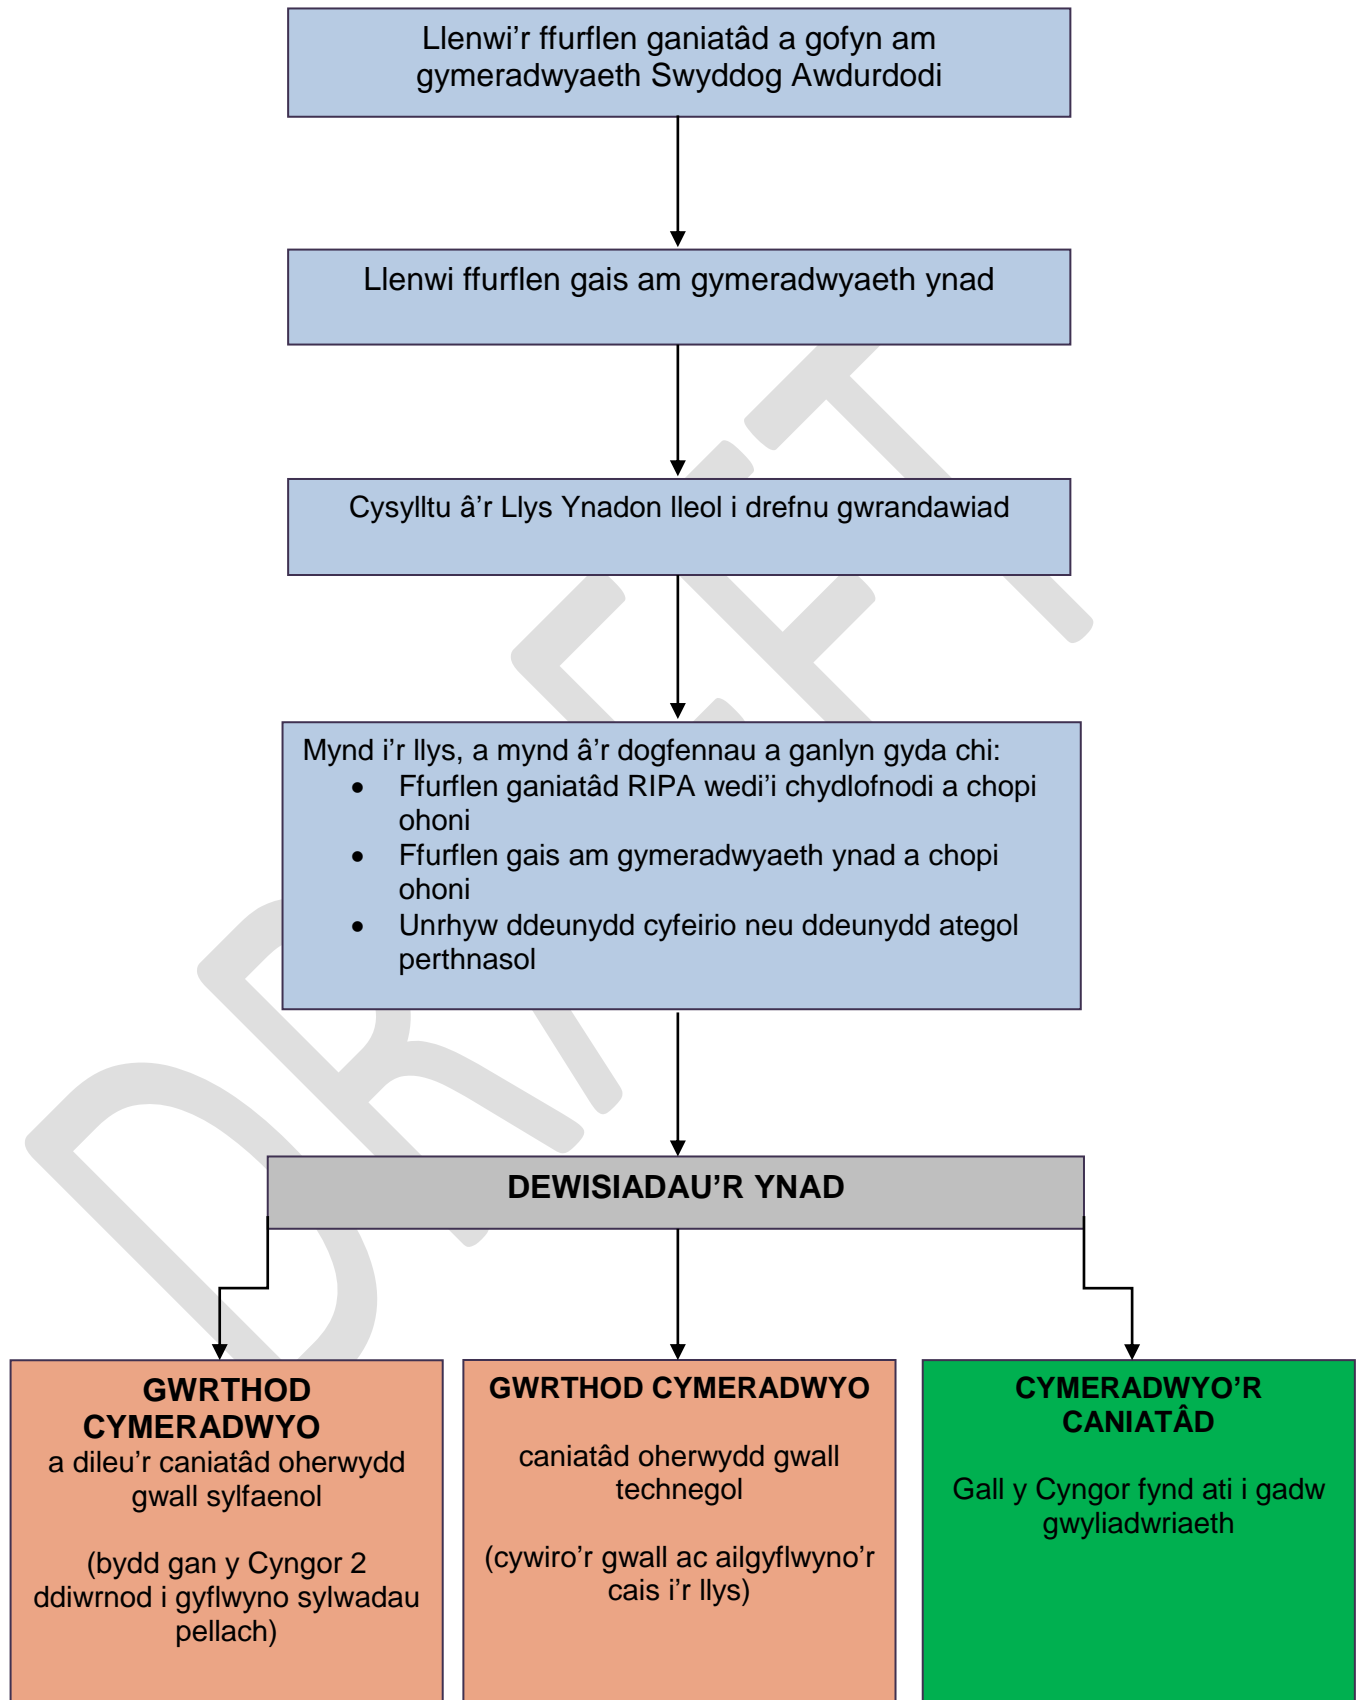 Llenwi’r ffurflen ganiatâd a gofyn am
gymeradwyaeth Swyddog Awdurdodi
Llenwi ffurflen gais am gymeradwyaeth ynad
Cysylltu â’r Llys Ynadon lleol i drefnu gwrandawiad
Mynd i’r llys, a mynd â’r dogfennau a ganlyn gyda chi:
• Ffurflen ganiatâd RIPA wedi’i chydlofnodi a chopi
ohoni
• Ffurflen gais am gymeradwyaeth ynad a chopi
ohoni
• Unrhyw ddeunydd cyfeirio neu ddeunydd ategol
perthnasol
DRAFFT
DEWISIADAU’R YNAD
GWRTHOD
CYMERADWYO
a dileu’r caniatâd oherwydd
gwall sylfaenol
(bydd gan y Cyngor 2
ddiwrnod i gyflwyno sylwadau
pellach)
GWRTHOD CYMERADWYO
caniatâd oherwydd gwall
technegol
(cywiro’r gwall ac ailgyflwyno’r
cais i’r llys)
CYMERADWYO’R
CANIATÂD
Gall y Cyngor fynd ati i gadw
gwyliadwriaeth